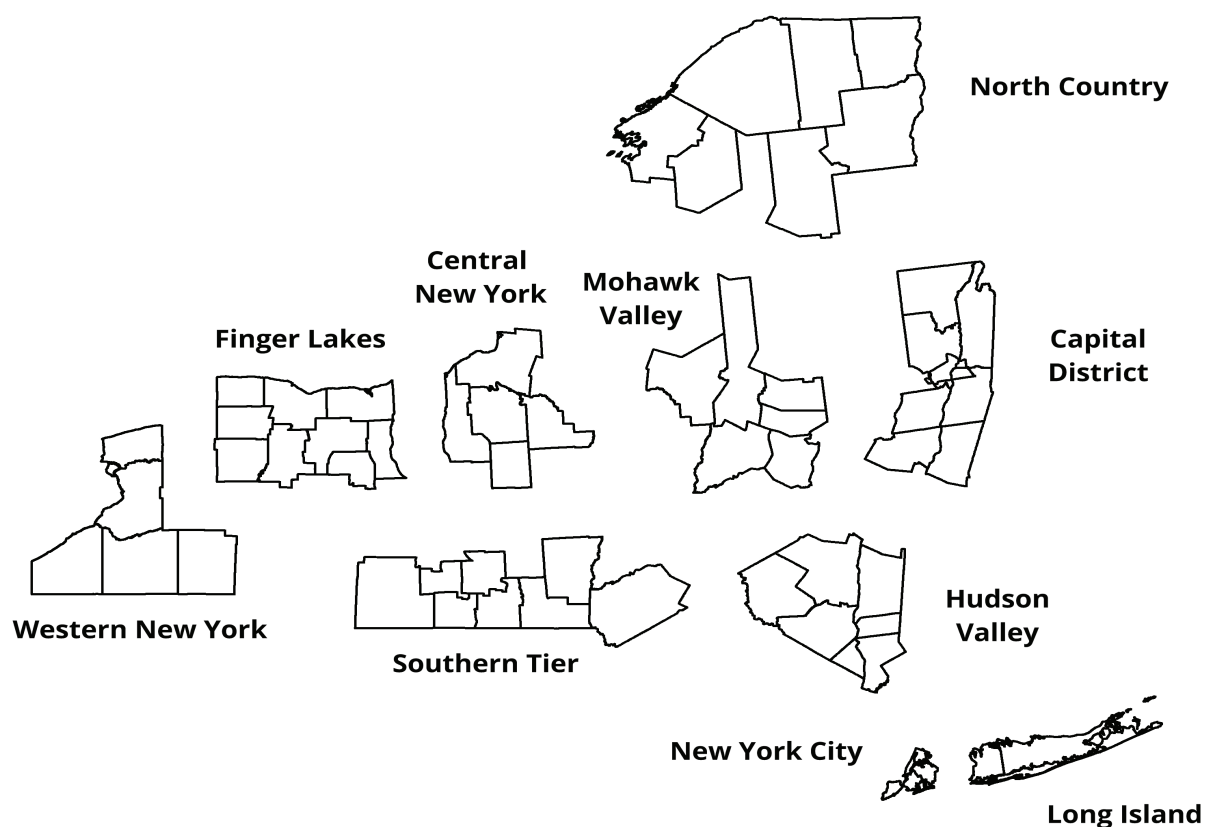 North Country
Central
New York
Mohawk
Valley
Finger Lakes
Capital
District
Western New York
Southern Tier
Hudson
Valley
New York City
Long Island